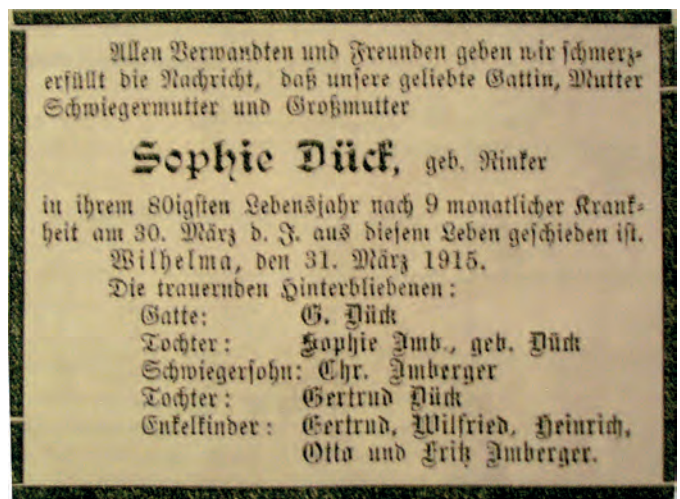 Allen Verwandten und Freunden geben wir schmerz-
erfüllt die Nachricht, daß unsere geliebte Gattin, Mutter
Schwiegermutter und Großmutter
Sophie Dück, geb. Rinker
in ihrem 80igsten Lebensjahr nach 9 monatlicher Krank-
heit am 30. März d. J. aus diesem Leben geschieden ist.
Wilhelma, den 31. März 1915.
Die trauernden Hinterbliebenen:
Gatte: G. Dück
Tochter: Sophie Imb., geb. Dück
Schwiegersohn: Chr. Imberger
Tochter: Gertrud Dück
Enkelkinder: Gertrud, Wilfried, Heinrich,
Otto und Fritz Imberger.